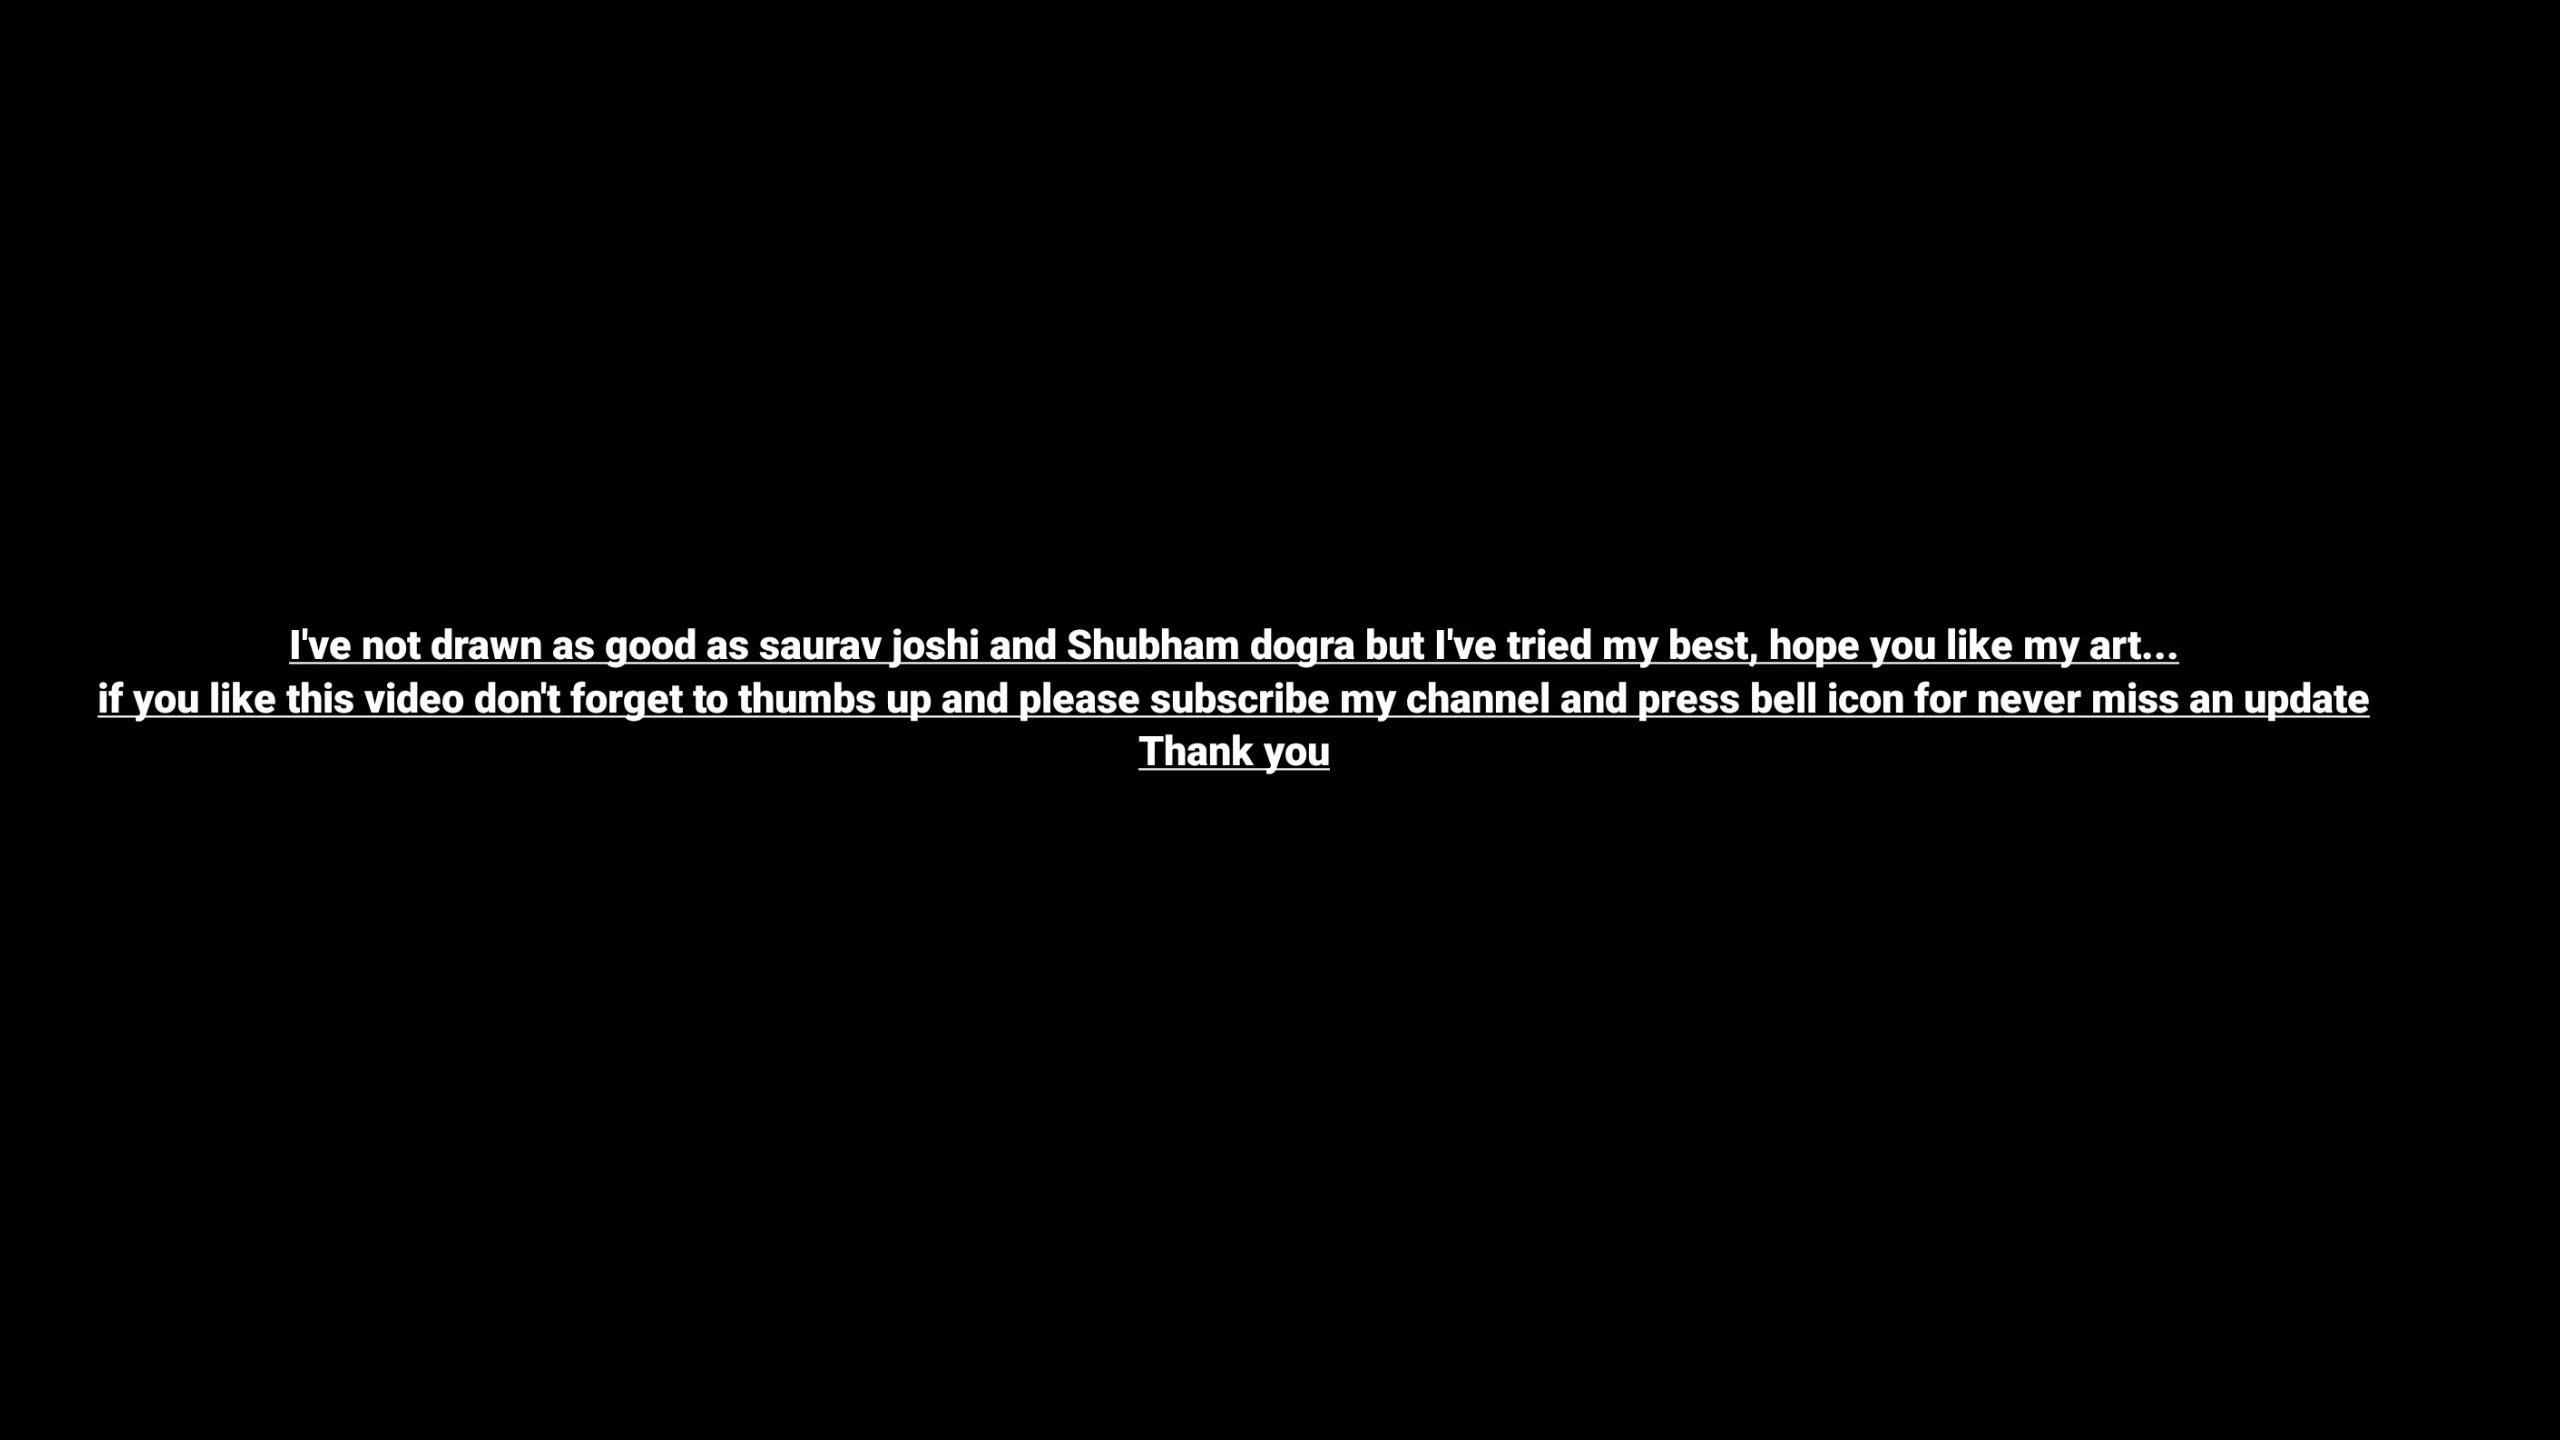 I've not drawn as good as saurav joshi and Shubham dogra but I've tried my best, hope you like my art...
if you like this video don't forget to thumbs up and please subscribe my channel and press bell icon for never miss an update
Thank you